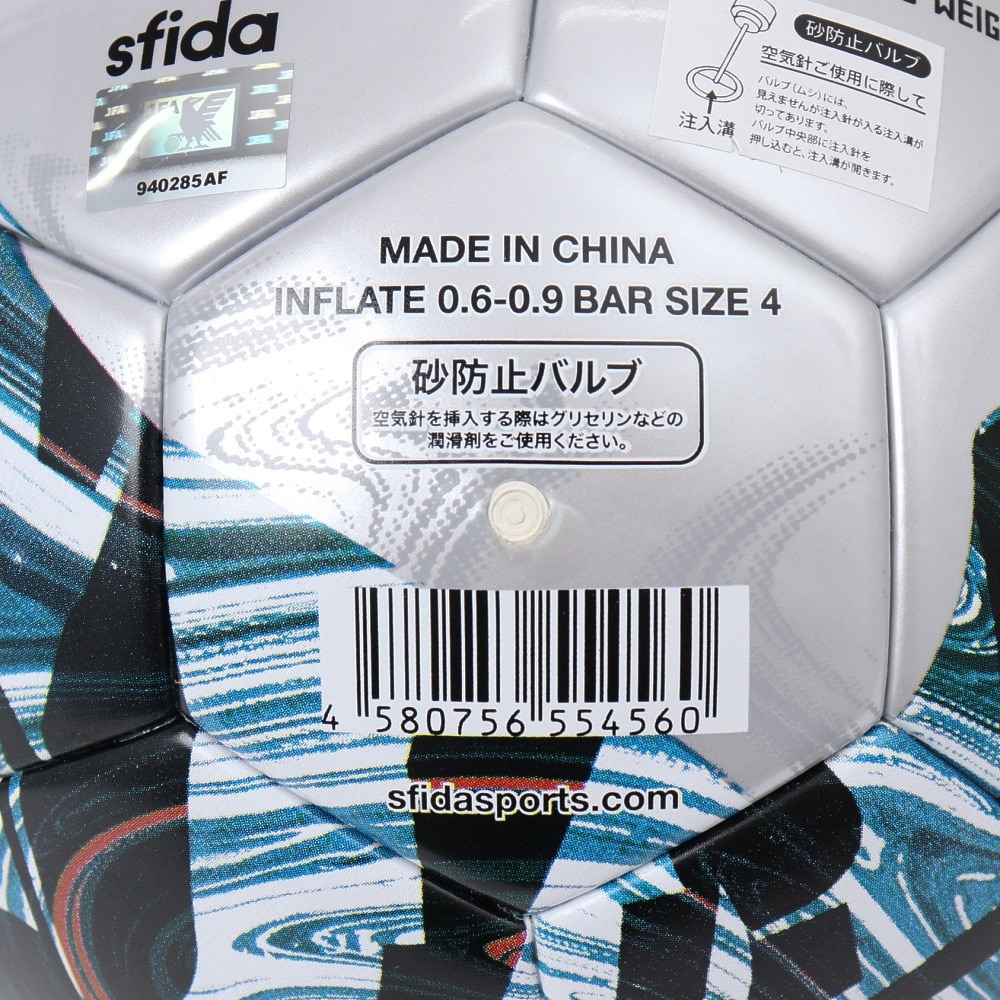 sfida
JFA
940285AF
WEIG
砂防止バルブ
空気針ご使用に際して
バルブ(ムシ)には、
見えませんが注入針が入る注入溝が
切ってあります。
バルブ中央部に注入針を
押し込むと、注入溝が開きます。
注入溝
MADE IN CHINA
INFLATE 0.6-0.9 BAR SIZE 4
砂防止バルブ
空気針を挿入する際はグリセリンなどの
潤滑剤をご使用ください。
4 580756 554560
sfidasports.com